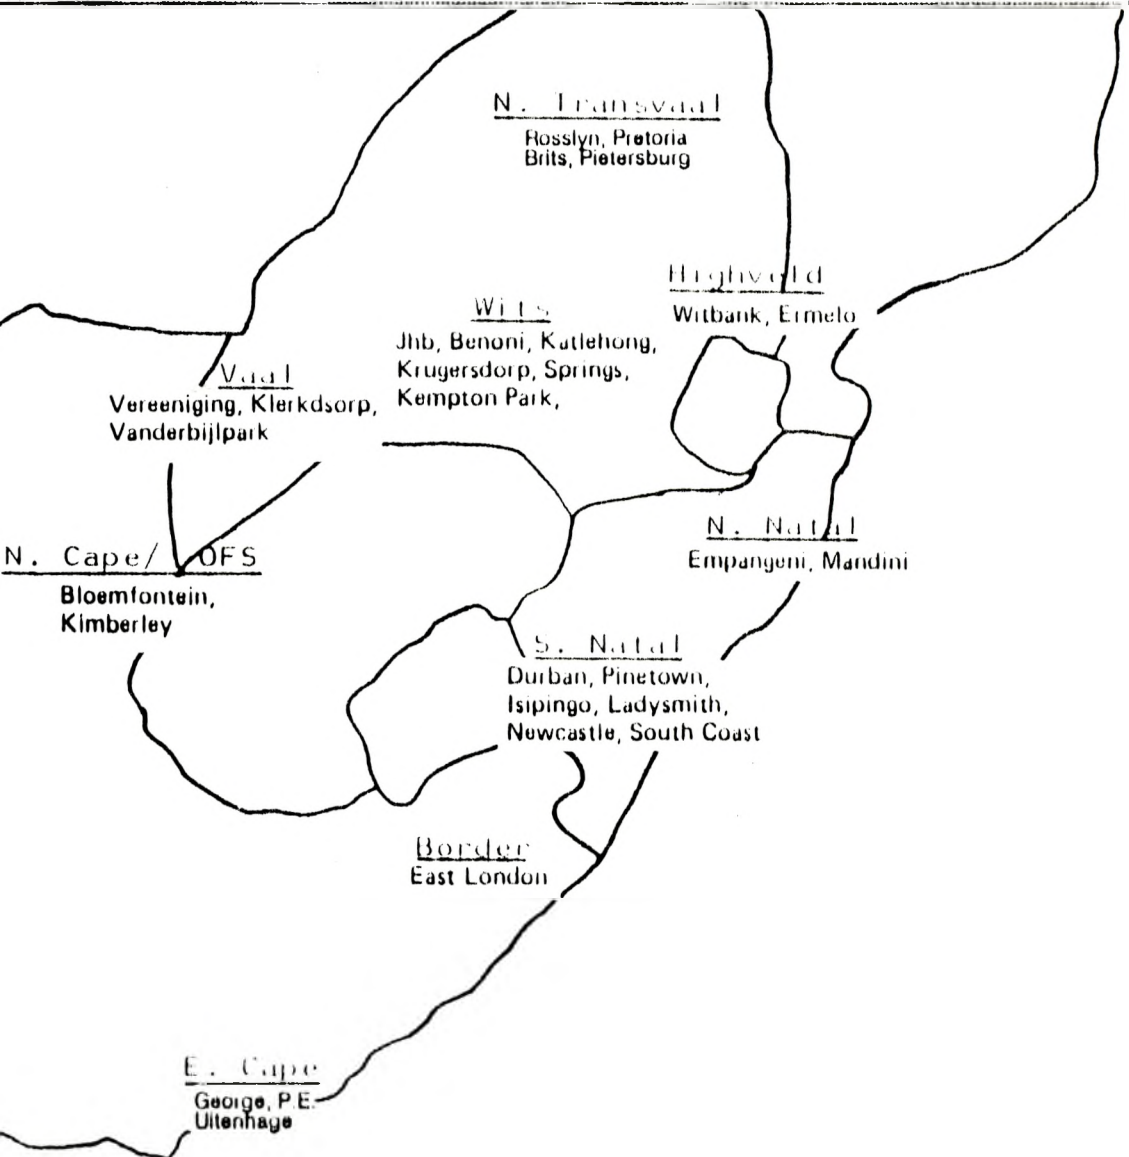 N. Transvaal
Rosslyn, Pretoria
Brits, Pietersburg
Highveld
Witbank, Ermelo
Wits
Jhb, Benoni, Katlehong,
Krugersdorp, Springs,
Kempton Park,
Vaal
Vereeniging, Klerkdsorp,
Vanderbijlpark
N. Natal
Empangeni, Mandini
N. Cape/ OFS
Bloemfontein,
Kimberley
S. Natal
Durban, Pinetown,
Isipingo, Ladysmith,
Newcastle, South Coast
Border
East London
E. Cape
George, P.E.
Uitenhage